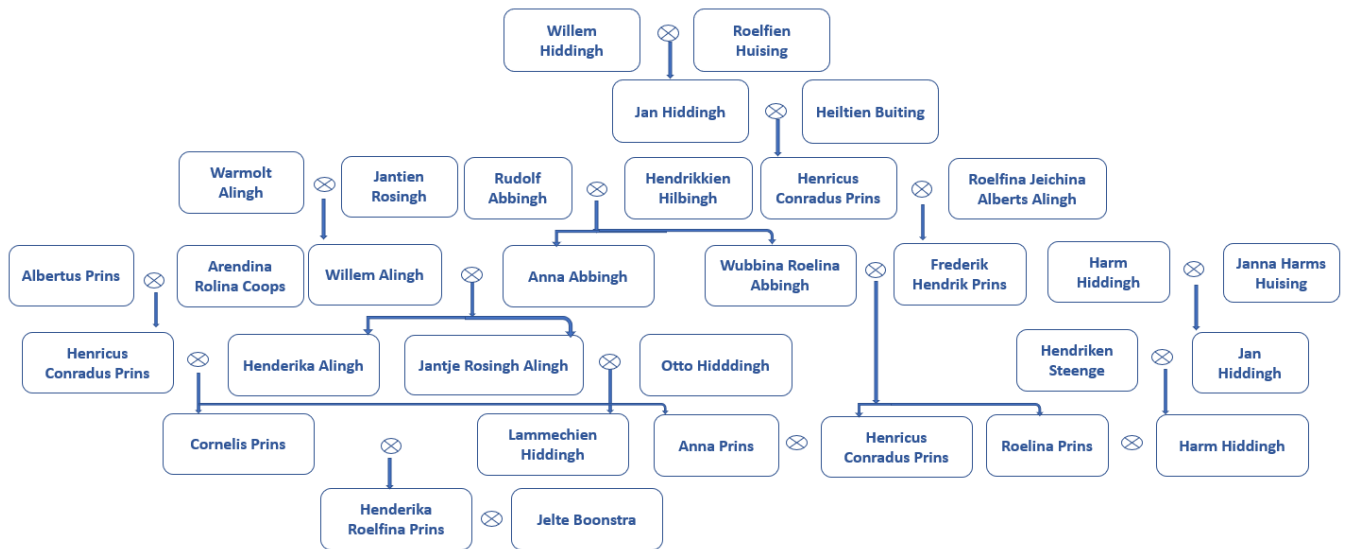 Willem
Hiddingh
Roelfien
Huising
Jan Hiddingh
Heiltien Buiting
Warmolt
Alingh
Jantien
Rosingh
Rudolf
Abbingh
Hendrikkien
Hilbingh
Henricus
Conradus Prins
Roelfina Jeichina
Alberts Alingh
Albertus Prins
Arendina
Rolina Coops
Willem Alingh
Anna Abbingh
Wubbina Roelina
Abbingh
Frederik
Hendrik Prins
Harm
Hiddingh
Janna Harms
Huising
Henricus
Conradus Prins
Henderika Alingh
Jantje Rosingh Alingh
Otto Hidddingh
Hendriken
Steenge
Jan
Hiddingh
Cornelis Prins
Lammechien
Hiddingh
Anna Prins
Henricus
Conradus Prins
Roelina Prins
Harm Hiddingh
Henderika
Roelfina Prins
Jelte Boonstra